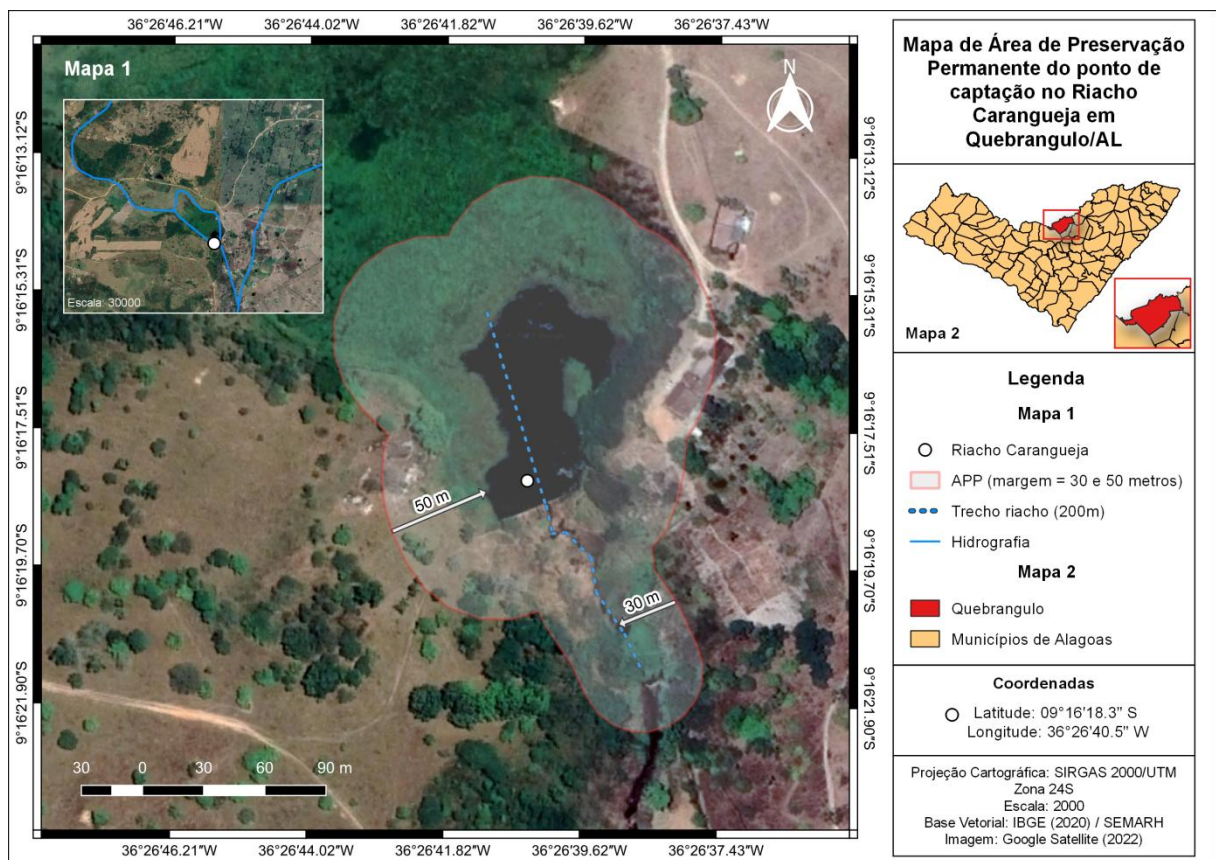 36°26'46.21"W 36°26'44.02"W 36°26'41.82"W 36°26'39.62"W 36°26'37.43"W
Mapa 1
N
Escala: 30000
9°16'13.12"S
9°16'15.31"S
9°16'17.51"S
9°16'19.70"S
9°16'21.90"S
50 m
30 m
30 0 30 60 90 m
9°16'13.12"S
9°16'15.31"S
9°16'17.51"S
9°16'19.70"S
9°16'21.90"S
36°26'46.21"W 36°26'44.02"W 36°26'41.82"W 36°26'39.62"W 36°26'37.43"W
Mapa de Área de Preservação
Permanente do ponto de
captação no Riacho
Carangueja em
Quebrangulo/AL
Mapa 2
Legenda
Mapa 1
Riacho Carangueja
APP (margem = 30 e 50 metros)
Trecho riacho (200m)
Hidrografia
Mapa 2
Quebrangulo
Municípios de Alagoas
Coordenadas
Latitude: 09°16'18.3" S
Longitude: 36°26'40.5" W
Projeção Cartográfica: SIRGAS 2000/UTM
Zona 24S
Escala: 2000
Base Vetorial: IBGE (2020) / SEMARH
Imagem: Google Satellite (2022)